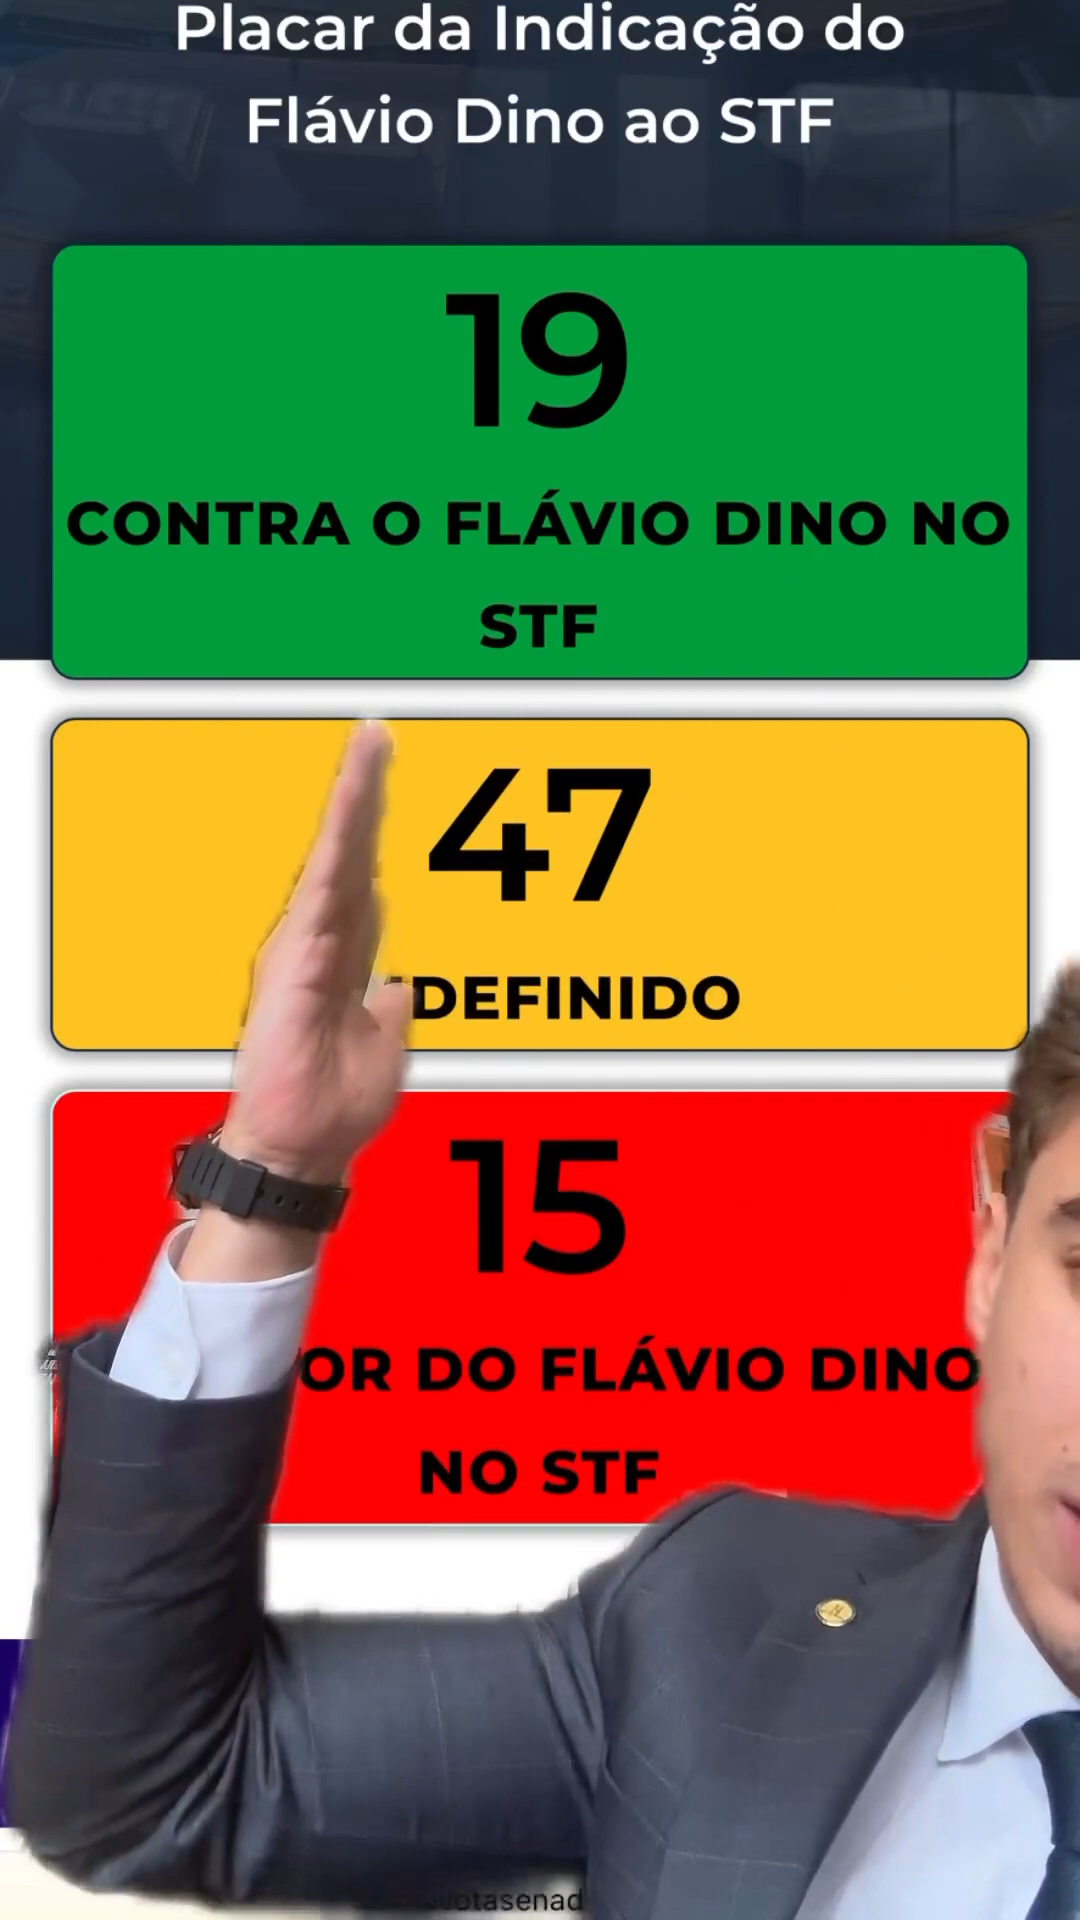 Placar da Indicação do
Flávio Dino ao STF
19
CONTRA O FLÁVIO DINO NO
STF
47
DEFINIDO
15
OR DO FLÁVIO DINO
NO STF
votasenad